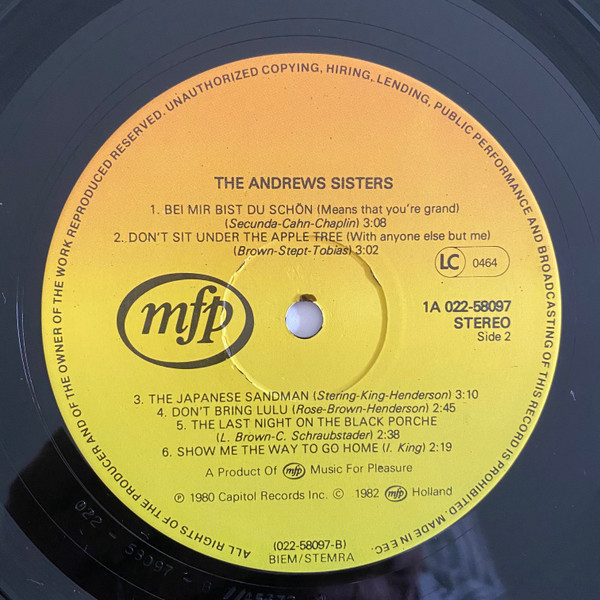 ALL RIGHTS OF THE PRODUCER AND OF THE OWNER OF THE WORK REPRODUCED RESERVED. UNAUTHORIZED COPYING, HIRING, LENDING, PUBLIC PERFORMANCE AND BROADCASTING OF THIS RECORD IS PROHIBITED. MADE IN EEC.
THE ANDREWS SISTERS
1. BEI MIR BIST DU SCHÖN (Means that you're grand)
(Secunda-Cahn-Chaplin) 3:08
2. DON'T SIT UNDER THE APPLE TREE (With anyone else but me)
(Brown-Stept-Tobias) 3:02
LC 0464
mfp
1A 022-58097
STEREO
Side 2
3. THE JAPANESE SANDMAN (Stering-King-Henderson) 3:10
4. DON'T BRING LULU (Rose-Brown-Henderson) 2:45
5. THE LAST NIGHT ON THE BLACK PORCHE
(L. Brown-C. Schraubstader) 2:38
6. SHOW ME THE WAY TO GO HOME (I. King) 2:19
A Product Of mfp Music For Pleasure
℗ 1980 Capitol Records Inc. © 1982 mfp Holland
(022-58097-B)
BIEM/STEMRA
022 - 58097 - B